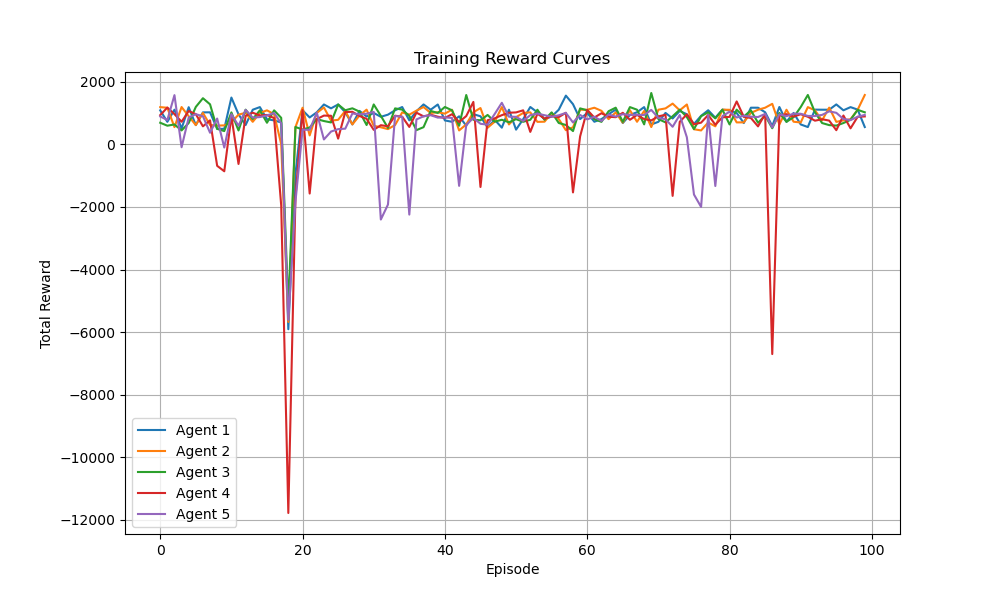 Training Reward Curves
2000
0
−2000
−4000
−6000
−8000
−10000
−12000
Total Reward
Agent 1
Agent 2
Agent 3
Agent 4
Agent 5
0 20 40 60 80 100
Episode